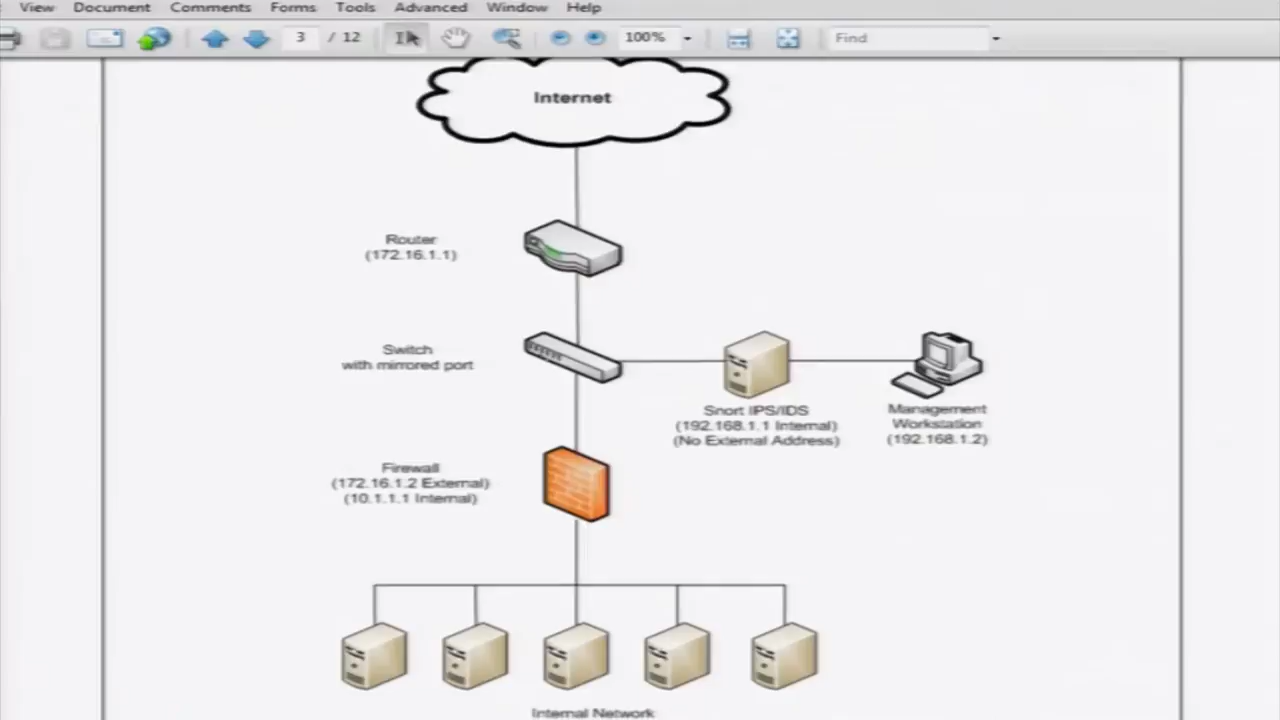 View Document Comments Forms Tools Advanced Window Help
3 / 12 100% Find
Internet
Router
(172.16.1.1)
Switch
with mirrored port
Snort IPS/IDS
(192.168.1.1 Internal)
(No External Address)
Management
Workstation
(192.168.1.2)
Firewall
(172.16.1.2 External)
(10.1.1.1 Internal)
Internal Network